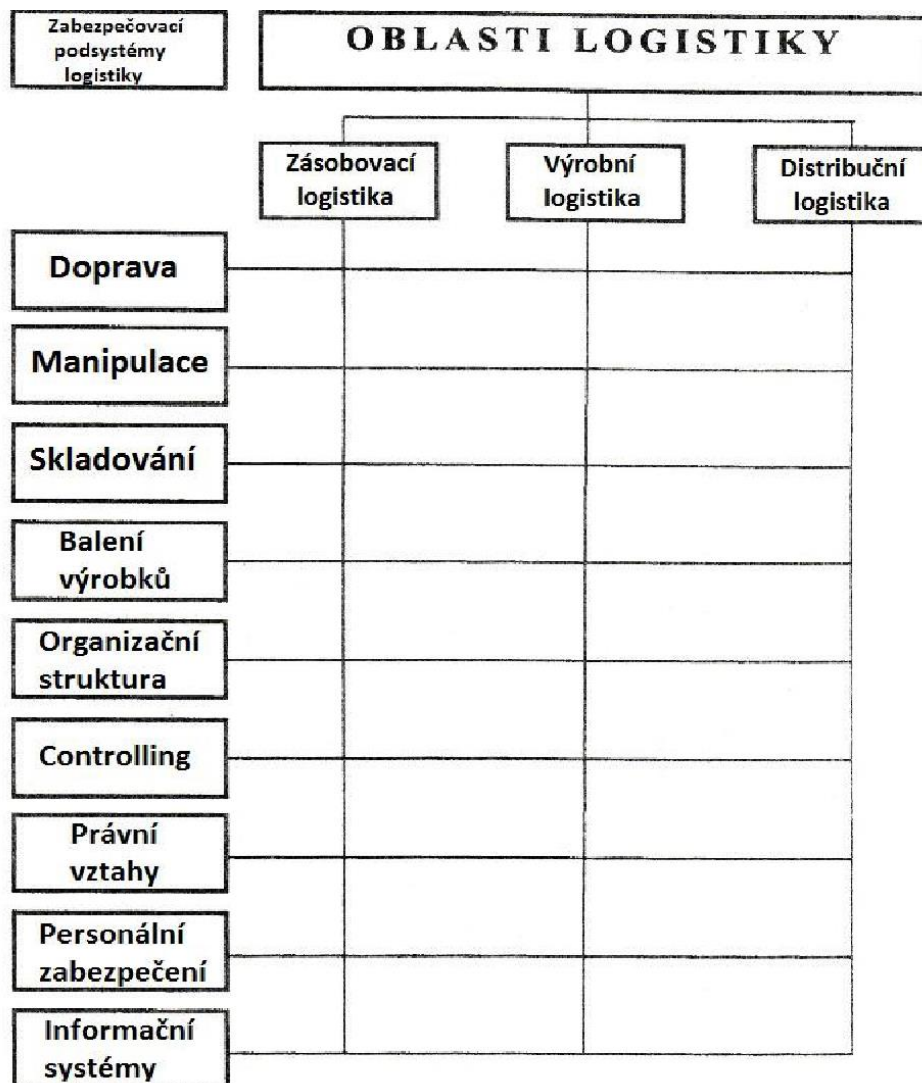 Zabezpečovací
podsystémy
logistiky
OBLASTI LOGISTIKY
Zásobovací
logistika
Výrobní
logistika
Distribuční
logistika
Doprava
Manipulace
Skladování
Balení
výrobků
Organizační
struktura
Controlling
Právní
vztahy
Personální
zabezpečení
Informační
systémy